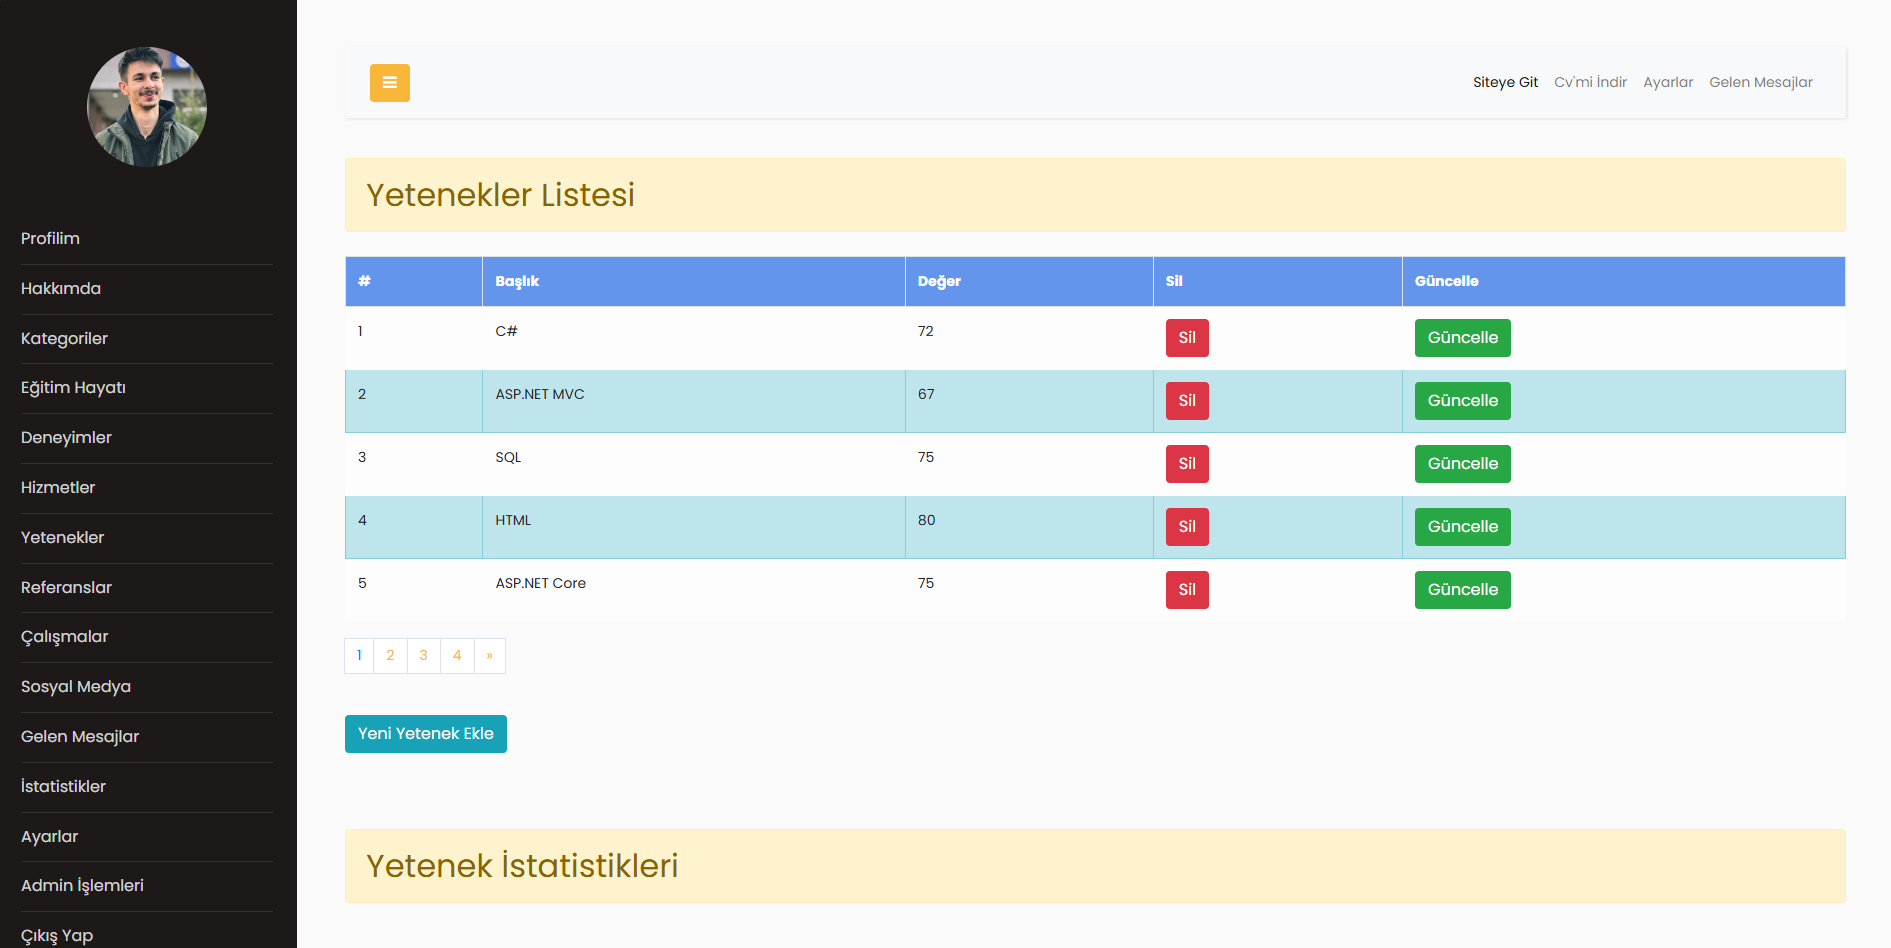 Profilim
Hakkımda
Kategoriler
Eğitim Hayatı
Deneyimler
Hizmetler
Yetenekler
Referanslar
Çalışmalar
Sosyal Medya
Gelen Mesajlar
İstatistikler
Ayarlar
Admin İşlemleri
Çıkış Yap
Siteye Git Cv'mi İndir Ayarlar Gelen Mesajlar
Yetenekler Listesi
# Başlık Değer Sil Güncelle
1 C# 72 Sil Güncelle
2 ASP.NET MVC 67 Sil Güncelle
3 SQL 75 Sil Güncelle
4 HTML 80 Sil Güncelle
5 ASP.NET Core 75 Sil Güncelle
1 2 3 4 »
Yeni Yetenek Ekle
Yetenek İstatistikleri